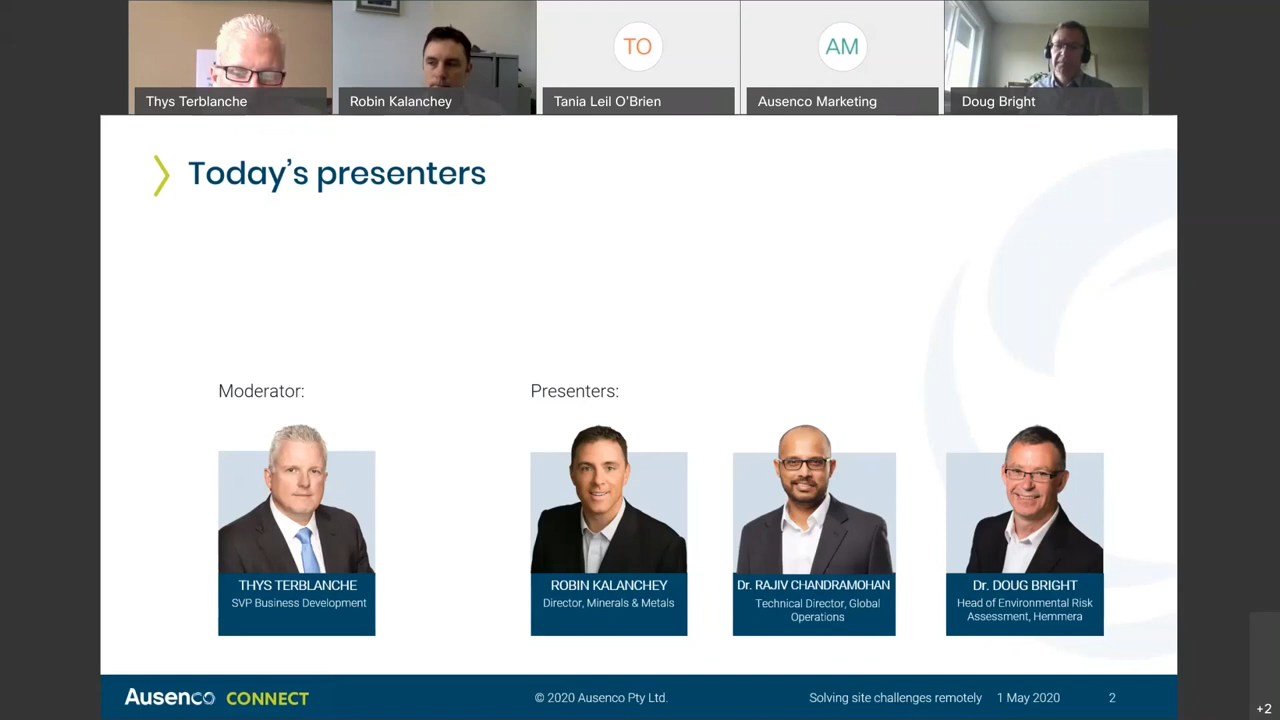 TO
AM
Thys Terblanche
Robin Kalanchey
Tania Leil O'Brien
Ausenco Marketing
Doug Bright
Today's presenters
Moderator:
Presenters:
THYS TERBLANCHE
SVP Business Development
ROBIN KALANCHEY
Director, Minerals & Metals
Dr. RAJIV CHANDRAMOHAN
Technical Director, Global
Operations
Dr. DOUG BRIGHT
Head of Environmental Risk
Assessment, Hemmera
Ausenco CONNECT
© 2020 Ausenco Pty Ltd.
Solving site challenges remotely 1 May 2020 2
+2